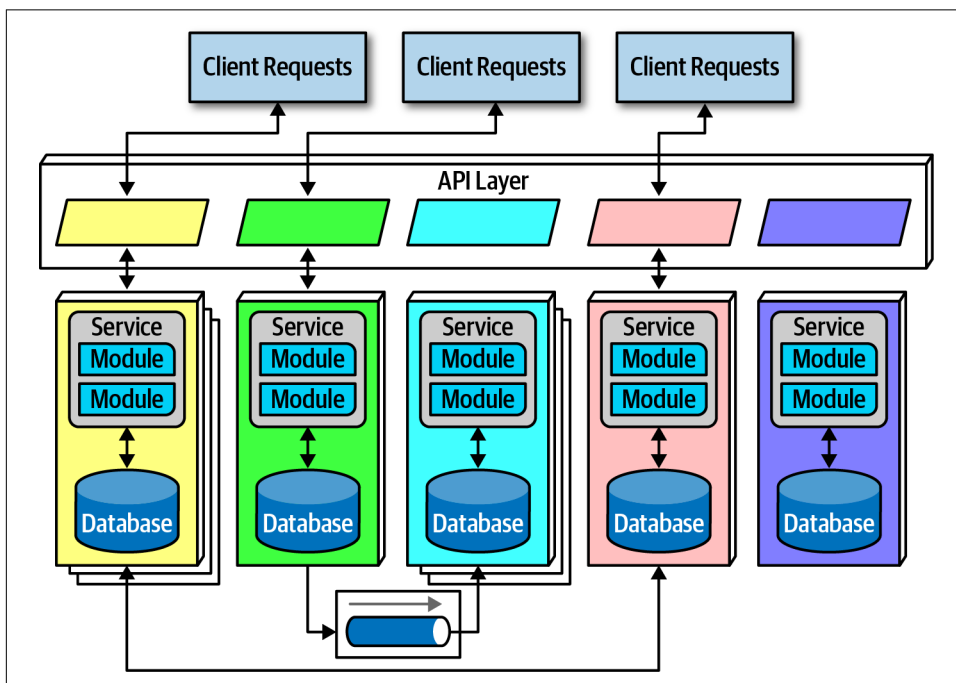 Client Requests
Client Requests
Client Requests
API Layer
Service
Module
Module
Database
Service
Module
Module
Database
Service
Module
Module
Database
Service
Module
Module
Database
Service
Module
Module
Database